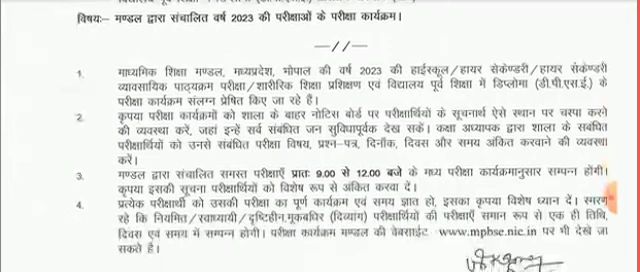 विषयः– मण्डल द्वारा संचालित वर्ष 2023 की परीक्षाओं के परीक्षा कार्यक्रम।
—//—
1. माध्यमिक शिक्षा मण्डल, मध्यप्रदेश, भोपाल की वर्ष 2023 की हाईस्कूल/हायर सेकेण्डरी/हायर सेकेण्डरी
व्यावसायिक पाठ्यक्रम परीक्षा/शारीरिक शिक्षा प्रशिक्षण एवं विद्यालय पूर्व शिक्षा में डिप्लोमा (डी.पी.एस.ई.) के
परीक्षा कार्यक्रम संलग्न प्रेषित किए जा रहे हैं।
2. कृपया परीक्षा कार्यक्रमों को शाला के बाहर नोटिस बोर्ड पर परीक्षार्थियों के सूचनार्थ ऐसे स्थान पर चस्पा करने
की व्यवस्था करें, जहां इन्हें सर्व संबंधित जन सुविधापूर्वक देख सकें। कक्षा अध्यापक द्वारा शाला के सबंधित
परीक्षार्थियों को उनसे संबंधित परीक्षा विषय, प्रश्न-पत्र, दिनाँक, दिवस और समय अंकित करवाने की व्यवस्था
करें।
3. मण्डल द्वारा संचालित समस्त परीक्षाएँ प्रातः 9.00 से 12.00 बजे के मध्य परीक्षा कार्यक्रमानुसार सम्पन्न होंगी।
कृपया इसकी सूचना परीक्षार्थियों को विशेष रूप से अंकित करवा दें।
4. प्रत्येक परीक्षार्थी को उसकी परीक्षा का पूर्ण कार्यक्रम एवं समय ज्ञात हो, इसका कृपया विशेष ध्यान दें। स्मरण
रहे कि नियमित/स्वाध्यायी/दृष्टिहीन,मूकबधिर (दिव्यांग) परीक्षार्थियों की परीक्षाएँ समान रूप से एक ही तिथि,
दिवस एवं समय में सम्पन्न होगी। परीक्षा कार्यक्रम मण्डल की वेबसाईट www.mphse.nic.in पर भी देखे जा
सकते है।